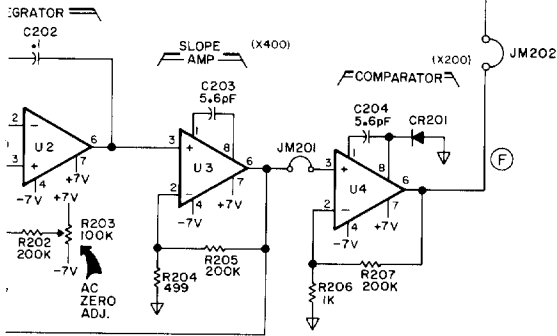 EGRATOR
C202
.1
2
-
U2
6
3
+
4
7
-7V
+7V
+7V
R203
100K
R202
200K
-7V
AC
ZERO
ADJ.
SLOPE
AMP
(X400)
C203
5.6pF
1
8
3
+
U3
6
2
-
4
7
-7V
+7V
R205
200K
R204
499
JM201
COMPARATOR
(X200)
C204
5.6pF
CR201
1
8
3
+
U4
6
2
-
4
7
-7V
+7V
R207
200K
R206
1K
JM202
F